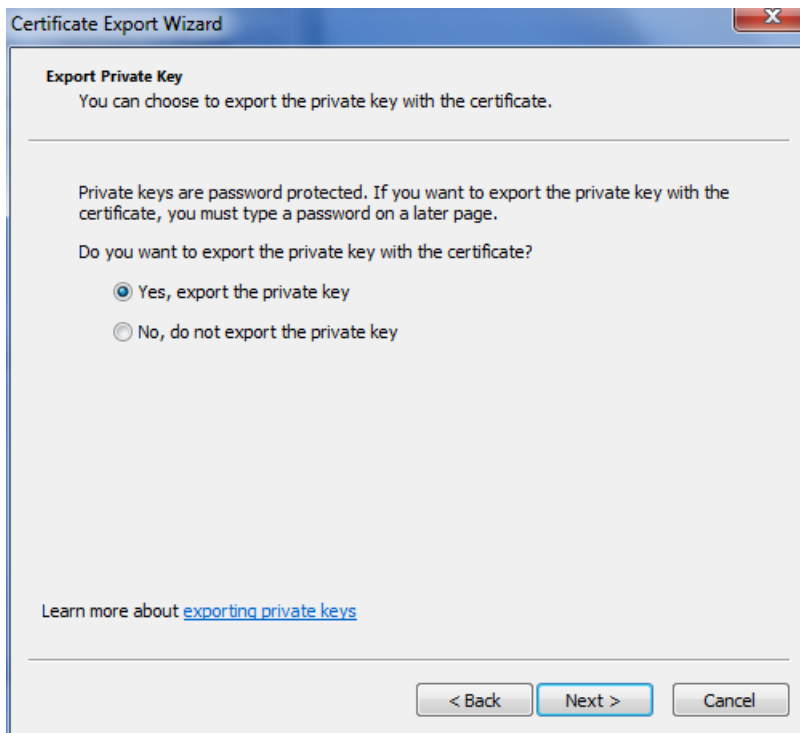 Certificate Export Wizard
Export Private Key
You can choose to export the private key with the certificate.
Private keys are password protected. If you want to export the private key with the
certificate, you must type a password on a later page.
Do you want to export the private key with the certificate?
Yes, export the private key
No, do not export the private key
Learn more about exporting private keys
< Back Next > Cancel